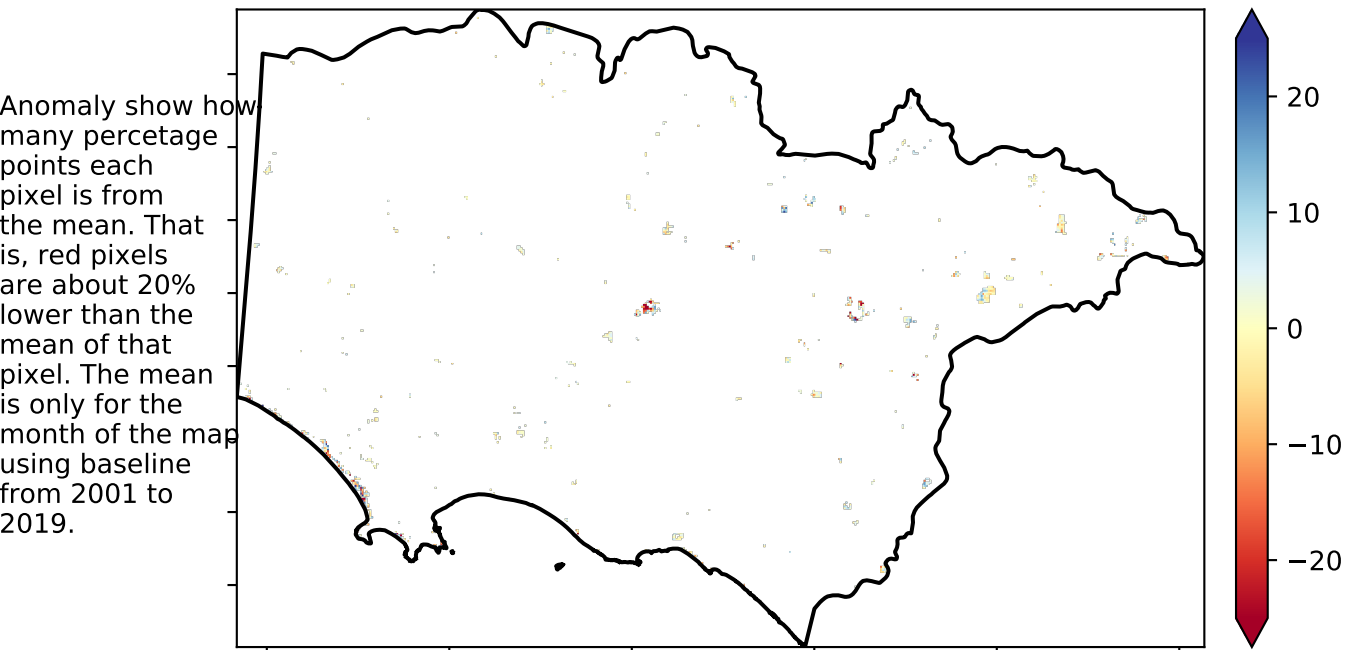 Anomaly show how
many percetage
points each
pixel is from
the mean. That
is, red pixels
are about 20%
lower than the
mean of that
pixel. The mean
is only for the
month of the map
using baseline
from 2001 to
2019.
20
10
0
−10
−20